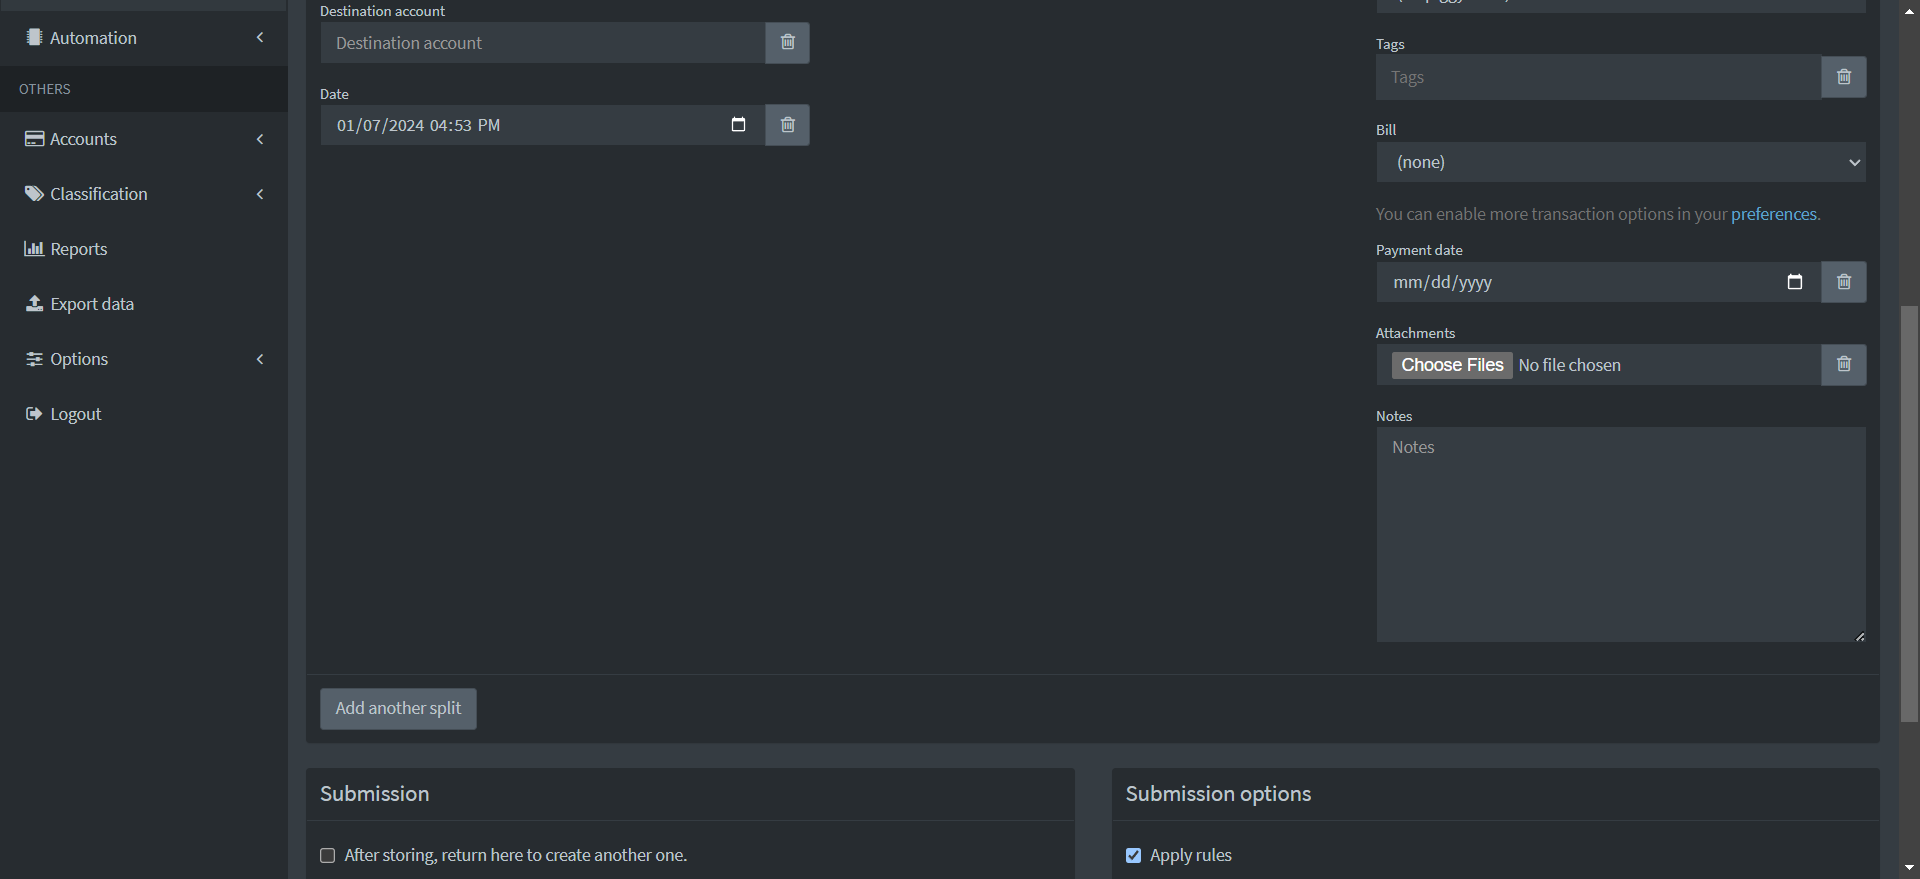 Automation
OTHERS
Accounts
Classification
Reports
Export data
Options
Logout
Destination account
Destination account
Date
01/07/2024 04:53 PM
Tags
Tags
Bill
(none)
You can enable more transaction options in your preferences.
Payment date
mm/dd/yyyy
Attachments
Choose Files No file chosen
Notes
Notes
Add another split
Submission
After storing, return here to create another one.
Submission options
Apply rules